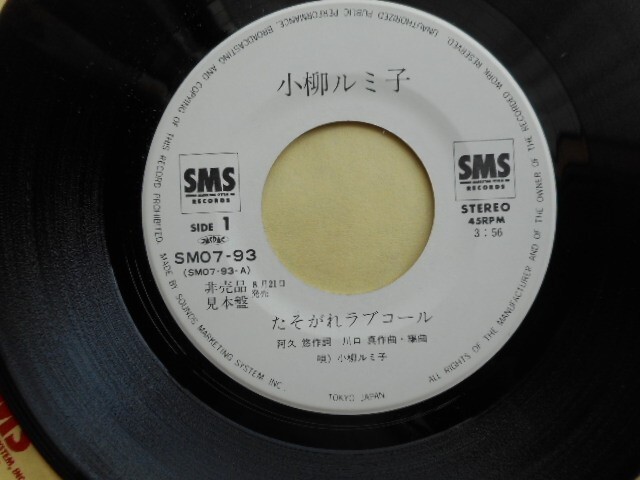 小柳ルミ子
SMS
RECORDS
SIDE 1
SM07-93
(SM07-93-A)
非売品
見本盤
8月21日
発売
SMS
RECORDS
STEREO
45RPM
3:56
たそがれラブコール
阿久 悠作詞 川口 真作曲・編曲
唄) 小柳ルミ子
TOKYO JAPAN
MADE BY SOUNDS MARKETING SYSTEM INC.
UNAUTHORIZED PUBLIC PERFORMANCE, BROADCASTING AND COPYING OF THIS RECORD PROHIBITED
ALL RIGHTS OF THE MANUFACTURER AND OF THE OWNER OF THE RECORDED WORK RESERVED
SMS